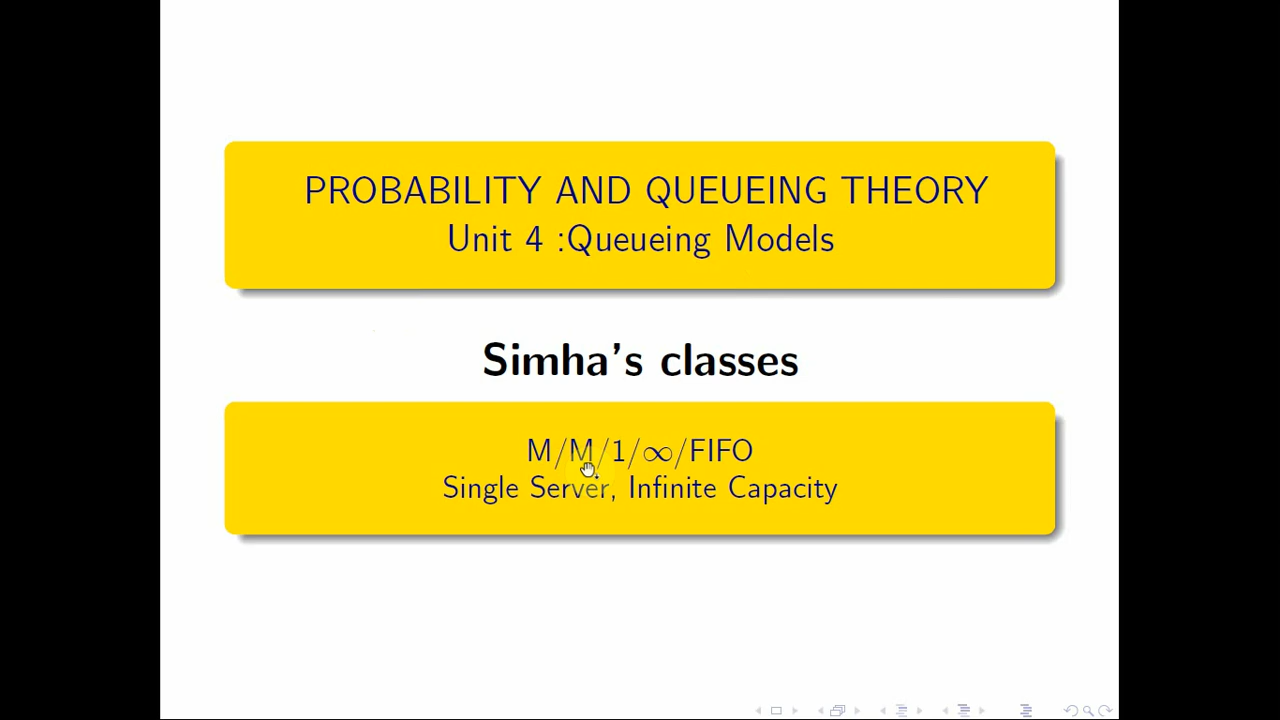 PROBABILITY AND QUEUEING THEORY
Unit 4 :Queueing Models
Simha's classes
M/M/1/∞/FIFO
Single Server, Infinite Capacity